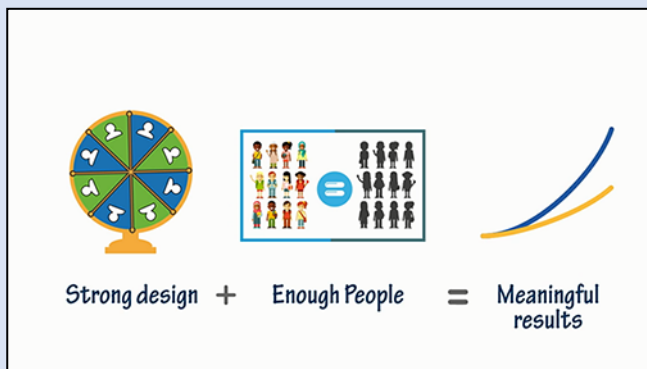 Strong design + Enough People = Meaningful
results